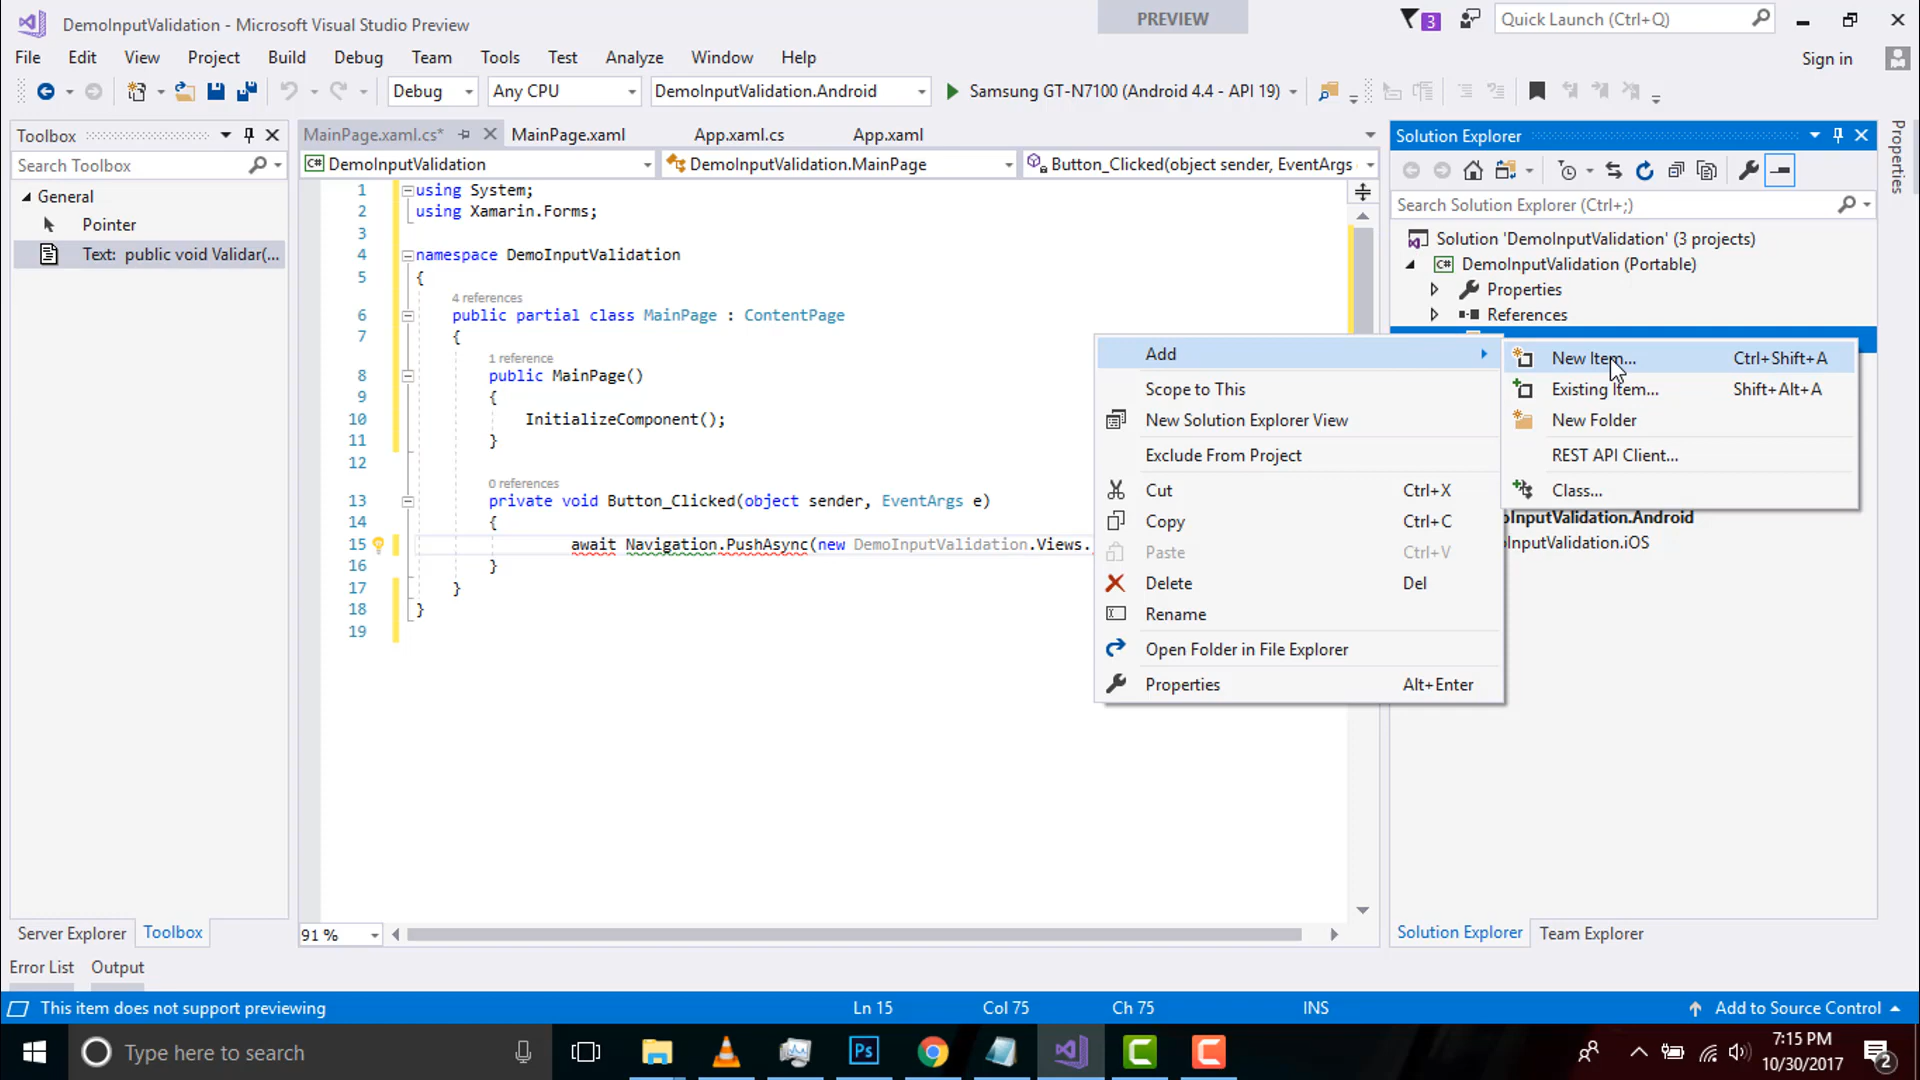 DemoInputValidation - Microsoft Visual Studio Preview
PREVIEW
3
Quick Launch (Ctrl+Q)
File Edit View Project Build Debug Team Tools Test Analyze Window Help
Sign in
Debug
Any CPU
DemoInputValidation.Android
Samsung GT-N7100 (Android 4.4 - API 19)
Toolbox
Search Toolbox
General
Pointer
Text: public void Validar(...
MainPage.xaml.cs* MainPage.xaml App.xaml.cs App.xaml
DemoInputValidation
DemoInputValidation.MainPage
Button_Clicked(object sender, EventArgs
1 using System;
2 using Xamarin.Forms;
3
4 namespace DemoInputValidation
5 {
4 references
6 public partial class MainPage : ContentPage
7 {
1 reference
8 public MainPage()
9 {
10 InitializeComponent();
11 }
12
0 references
13 private void Button_Clicked(object sender, EventArgs e)
14 {
15 await Navigation.PushAsync(new DemoInputValidation.Views.
16 }
17 }
18 }
19
Add
Scope to This
New Solution Explorer View
Exclude From Project
Cut Ctrl+X
Copy Ctrl+C
Paste Ctrl+V
Delete Del
Rename
Open Folder in File Explorer
Properties Alt+Enter
New Item... Ctrl+Shift+A
Existing Item... Shift+Alt+A
New Folder
REST API Client...
Class...
Solution Explorer
Search Solution Explorer (Ctrl+;)
Solution 'DemoInputValidation' (3 projects)
DemoInputValidation (Portable)
Properties
References
oInputValidation.Android
oInputValidation.iOS
Properties
91 %
Server Explorer Toolbox
Solution Explorer Team Explorer
Error List Output
This item does not support previewing
Ln 15 Col 75 Ch 75 INS
Add to Source Control
Type here to search
Ps
7:15 PM
10/30/2017
2